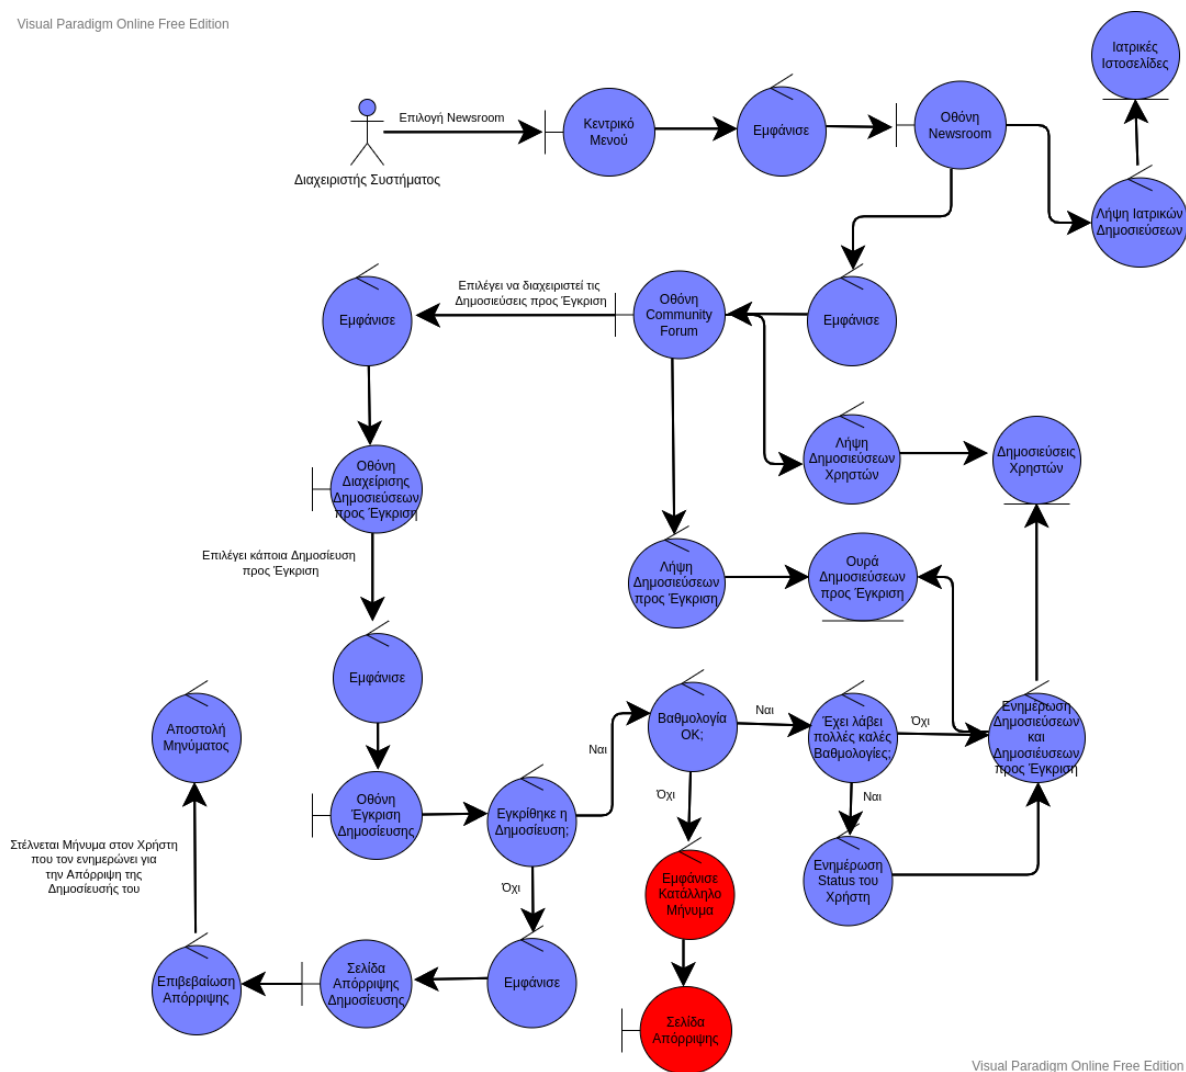 Visual Paradigm Online Free Edition
Ιατρικές
Ιστοσελίδες
Επιλογή Newsroom
Κεντρικό
Μενού
Εμφάνισε
Οθόνη
Newsroom
Διαχειριστής Συστήματος
Λήψη Ιατρικών
Δημοσιεύσεων
Επιλέγει να διαχειριστεί τις
Δημοσιεύσεις προς Έγκριση
Εμφάνισε
Οθόνη
Community
Forum
Εμφάνισε
Λήψη
Δημοσιεύσεων
Χρηστών
Δημοσιεύσεις
Χρηστών
Οθόνη
Διαχείρισης
Δημοσιεύσεων
προς Έγκριση
Επιλέγει κάποια Δημοσίευση
προς Έγκριση
Λήψη
Δημοσιεύσεων
προς Έγκριση
Ουρά
Δημοσιεύσεων
προς Έγκριση
Εμφάνισε
Αποστολή
Μηνύματος
Βαθμολογία
ΟΚ;
Ναι
Έχει λάβει
πολλές καλές
Βαθμολογίες;
Όχι
Ενημέρωση
Δημοσιεύσεων
και
Δημοσιέυσεων
προς Έγκριση
Ναι
Όχι
Ναι
Οθόνη
Έγκριση
Δημοσίευσης
Εγκρίθηκε η
Δημοσίευση;
Στέλνεται Μήνυμα στον Χρήστη
που τον ενημερώνει για
την Απόρριψη της
Δημοσίευσής του
Όχι
Εμφάνισε
Κατάλληλο
Μήνυμα
Ενημέρωση
Status του
Χρήστη
Επιβεβαίωση
Απόρριψης
Σελίδα
Απόρριψης
Δημοσίευσης
Εμφάνισε
Σελίδα
Απόρριψης
Visual Paradigm Online Free Edition